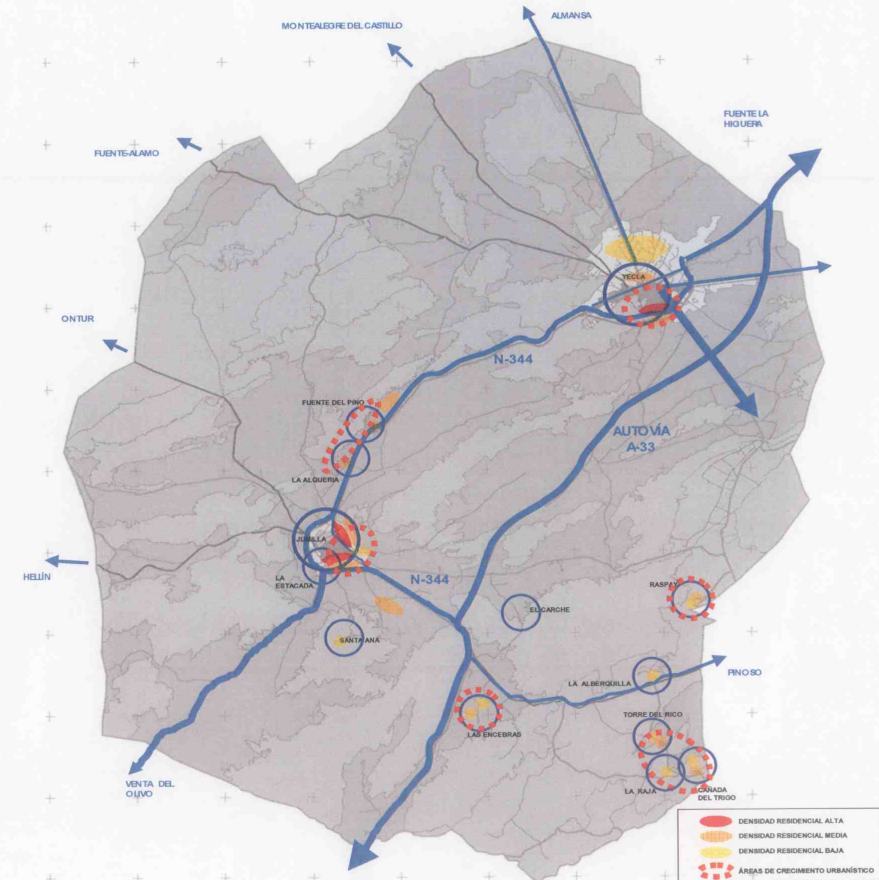 ALMANSA
MONTEALEGRE DEL CASTILLO
FUENTE LA
HIGUERA
FUENTE-ALAMO
YECLA
ONTUR
N-344
FUENTE DEL PINO
AUTOVÍA
A-33
LA ALQUERIA
JUMILLA
HELLÍN
LA
ESTACADA
N-344
RASPAY
EL CARCHE
SANTA ANA
LA ALBERQUILLA
PINOSO
TORRE DEL RICO
LAS ENCEBRAS
VENTA DEL
OLIVO
LA RAJA
CAÑADA
DEL TRIGO
DENSIDAD RESIDENCIAL ALTA
DENSIDAD RESIDENCIAL MEDIA
DENSIDAD RESIDENCIAL BAJA
ÁREAS DE CRECIMIENTO URBANÍSTICO